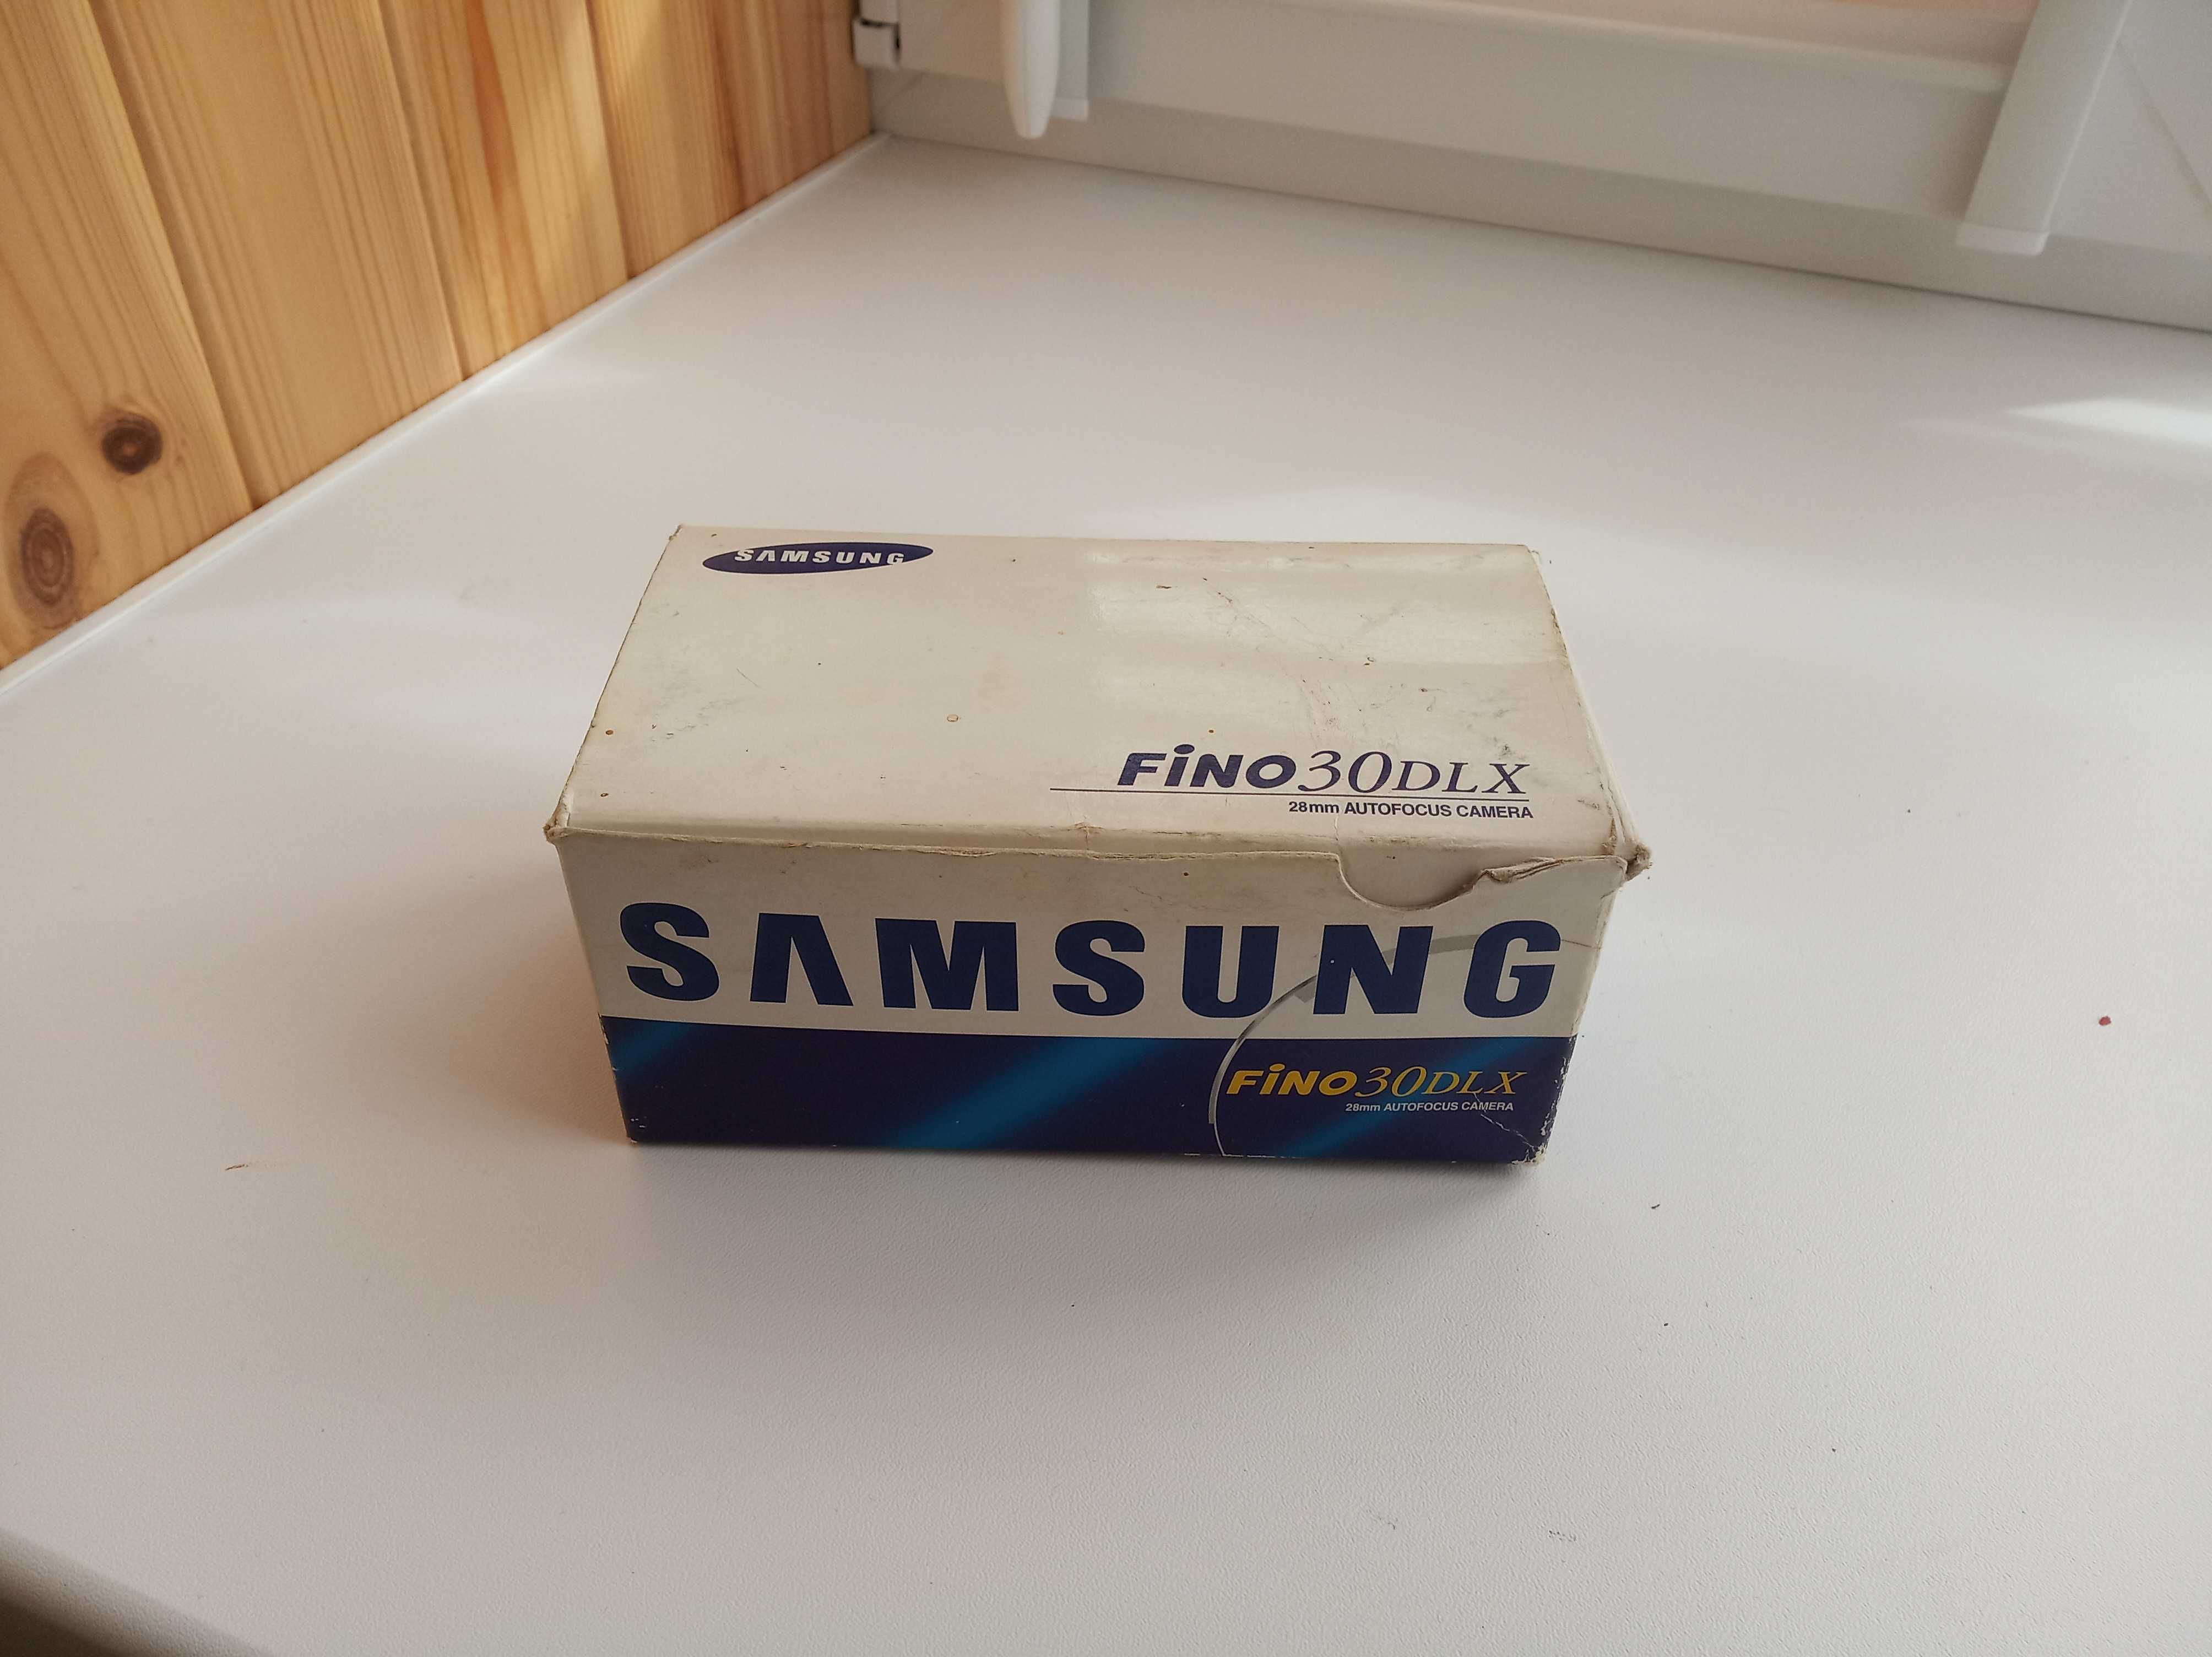 SAMSUNG
FiNO30DLX
28mm AUTOFOCUS CAMERA
SAMSUNG
FiNO30DLX
28mm AUTOFOCUS CAMERA